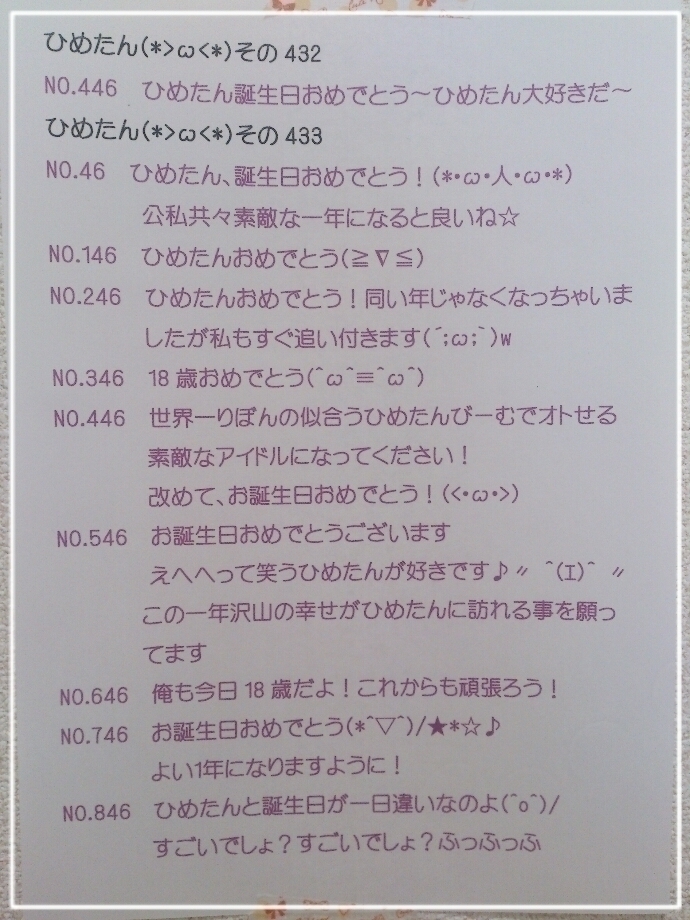 ひめたん(*>ω<*)その 432
NO.446 ひめたん誕生日おめでとう〜ひめたん大好きだ〜
ひめたん(*>ω<*)その 433
NO.46 ひめたん、誕生日おめでとう！(*・ω・人・ω・*)
公私共々素敵な一年になると良いね☆
NO.146 ひめたんおめでとう(≧∇≦)
NO.246 ひめたんおめでとう！同い年じゃなくなっちゃいま
したが私もすぐ追い付きます(´;ω;`)w
NO.346 18 歳おめでとう(^ω^≡^ω^)
NO.446 世界一りぼんの似合うひめたんびーむでオトせる
素敵なアイドルになってください！
改めて、お誕生日おめでとう！(<・ω・>)
NO.546 お誕生日おめでとうございます
えへへって笑うひめたんが好きです♪〃 ^(I)^ 〃
この一年沢山の幸せがひめたんに訪れる事を願っ
てます
NO.646 俺も今日 18 歳だよ！これからも頑張ろう！
NO.746 お誕生日おめでとう(*^▽^)/★*☆♪
よい1年になりますように！
NO.846 ひめたんと誕生日が一日違いなのよ(^o^)/
すごいでしょ？すごいでしょ？ふっふっふ